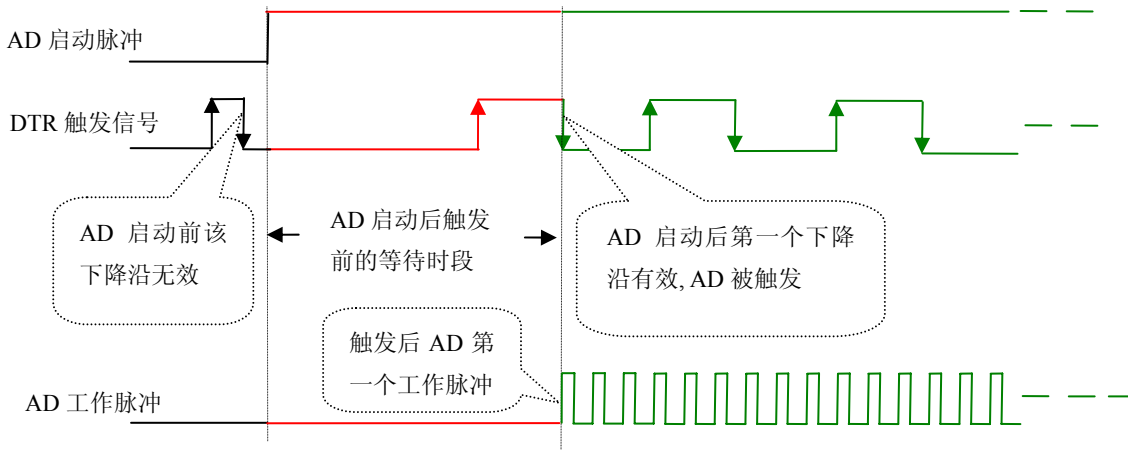 AD 启动脉冲
DTR 触发信号
AD 启动前该
下降沿无效
AD 启动后触发
前的等待时段
AD 启动后第一个下降
沿有效, AD 被触发
触发后 AD 第
一个工作脉冲
AD 工作脉冲